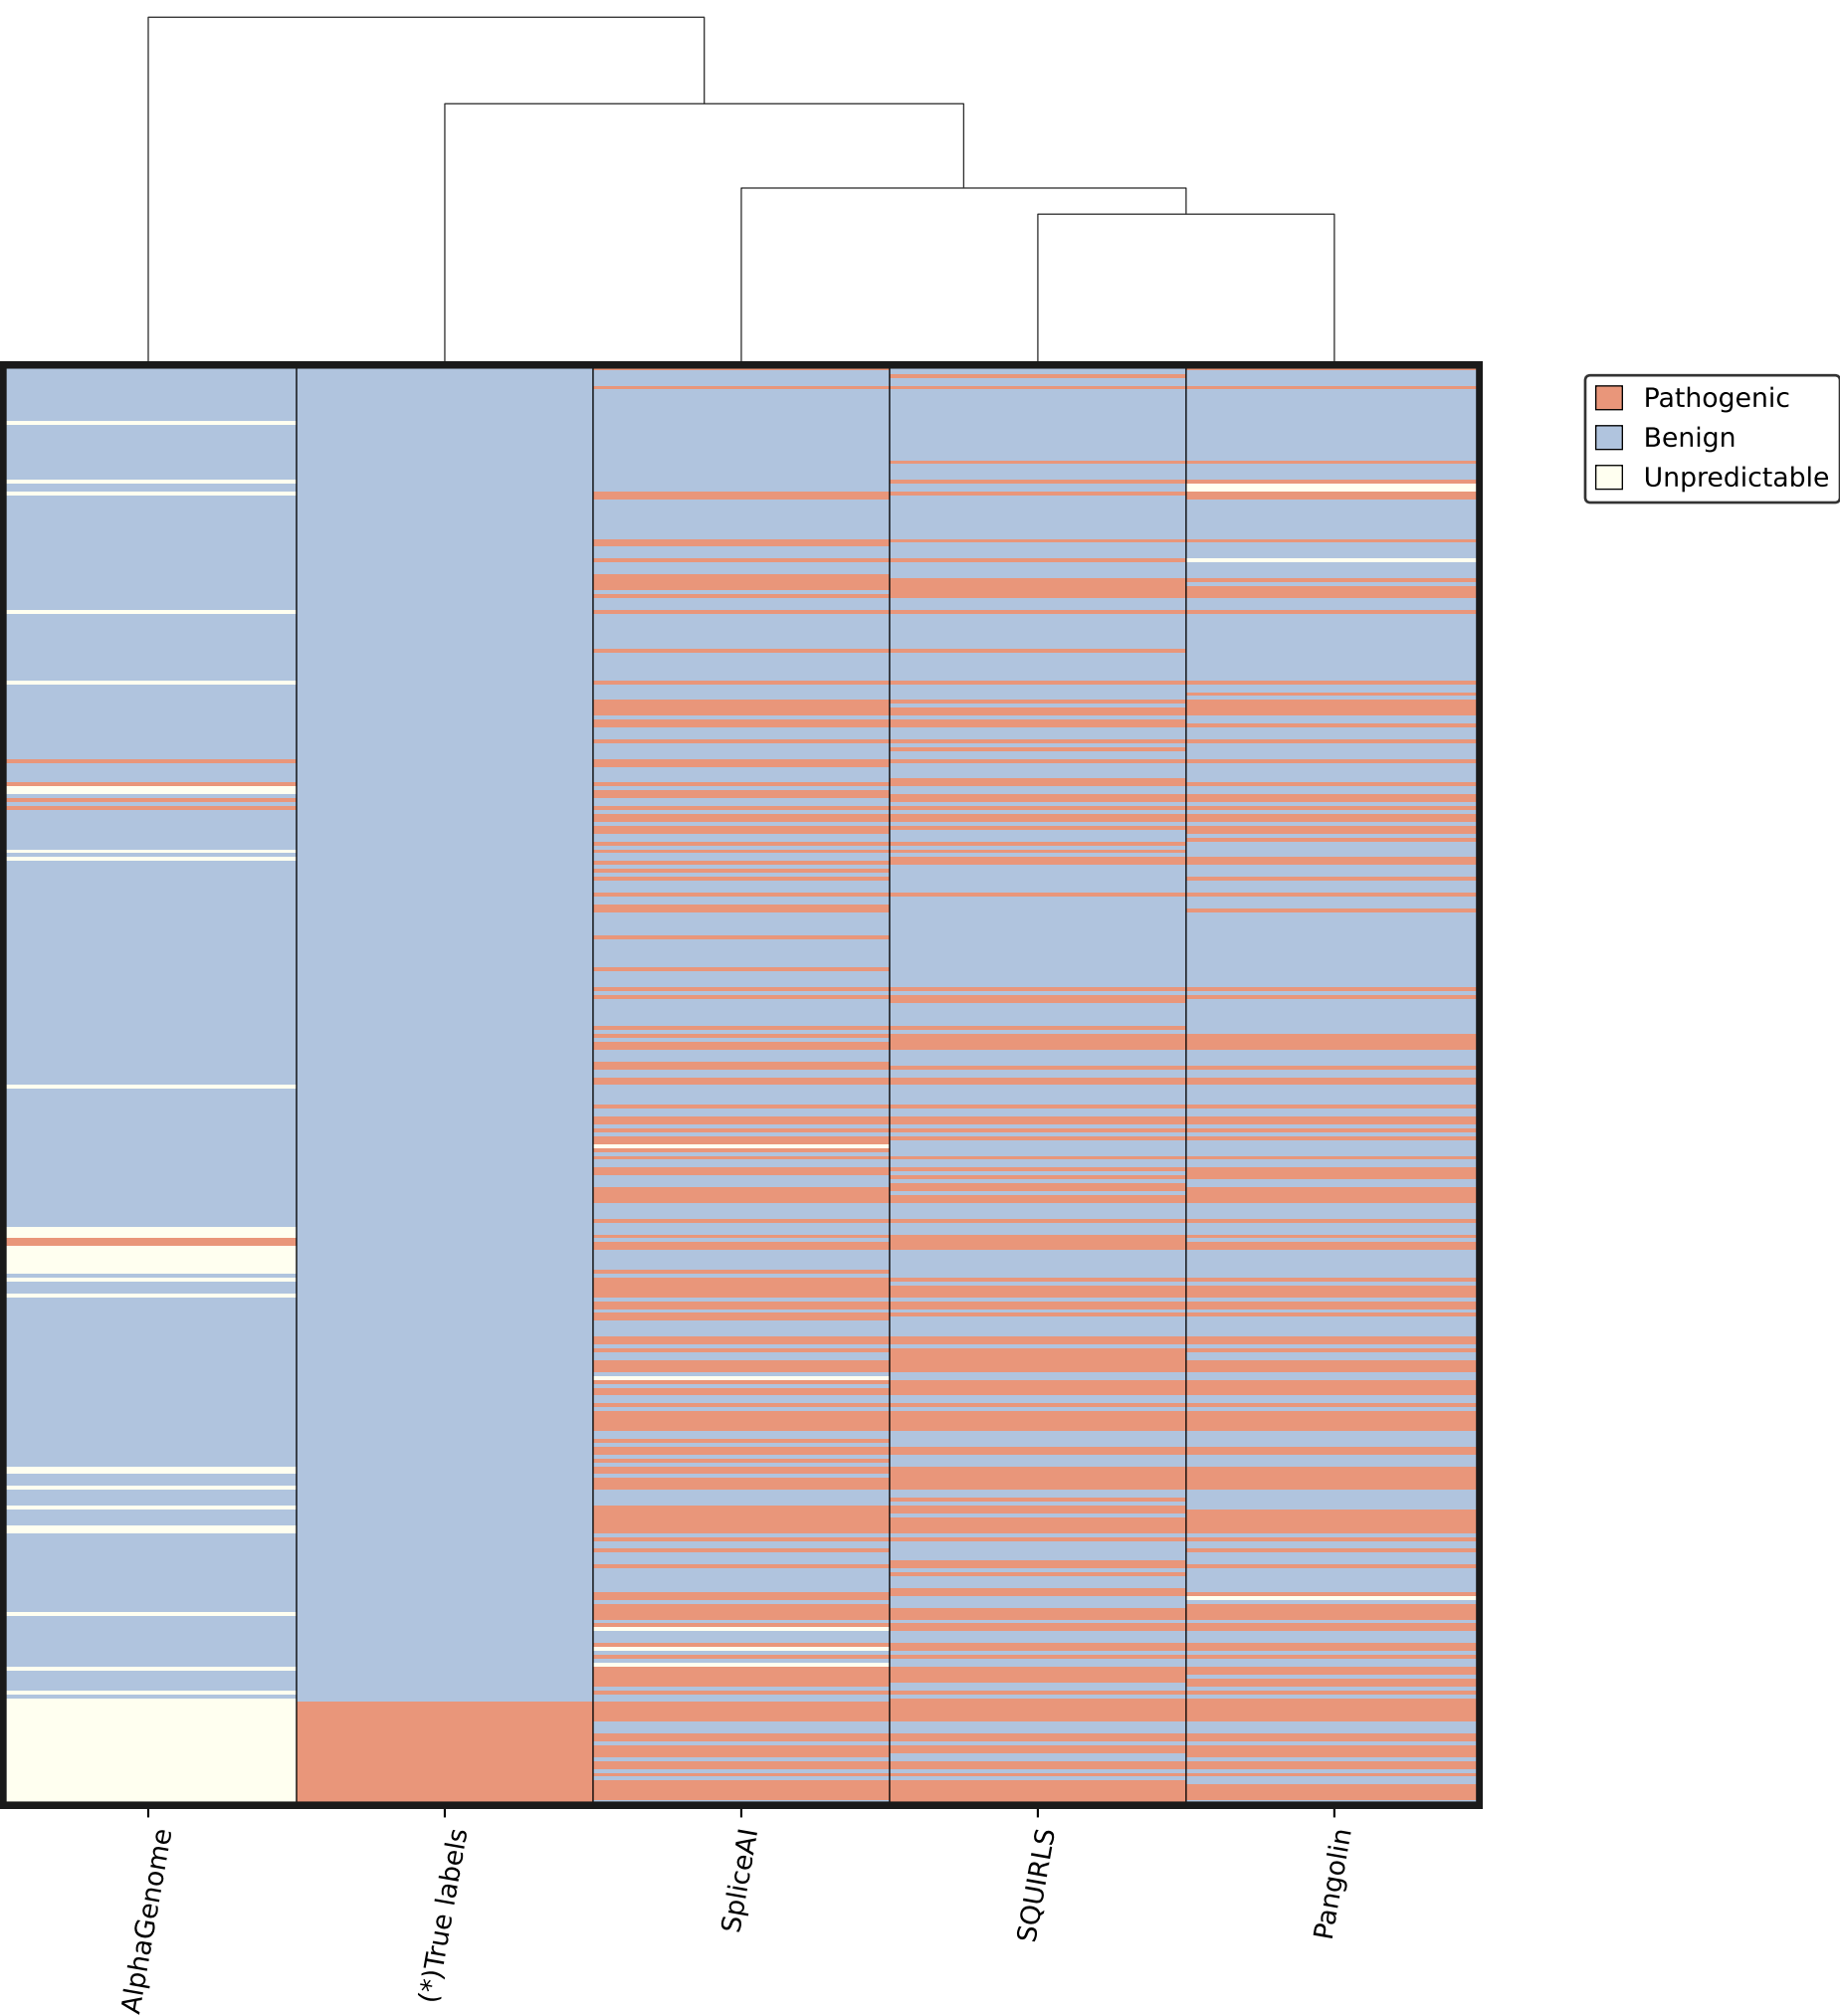 Pathogenic
Benign
Unpredictable
AlphaGenome
(*)True labels
SpliceAI
SQUIRLS
Pangolin